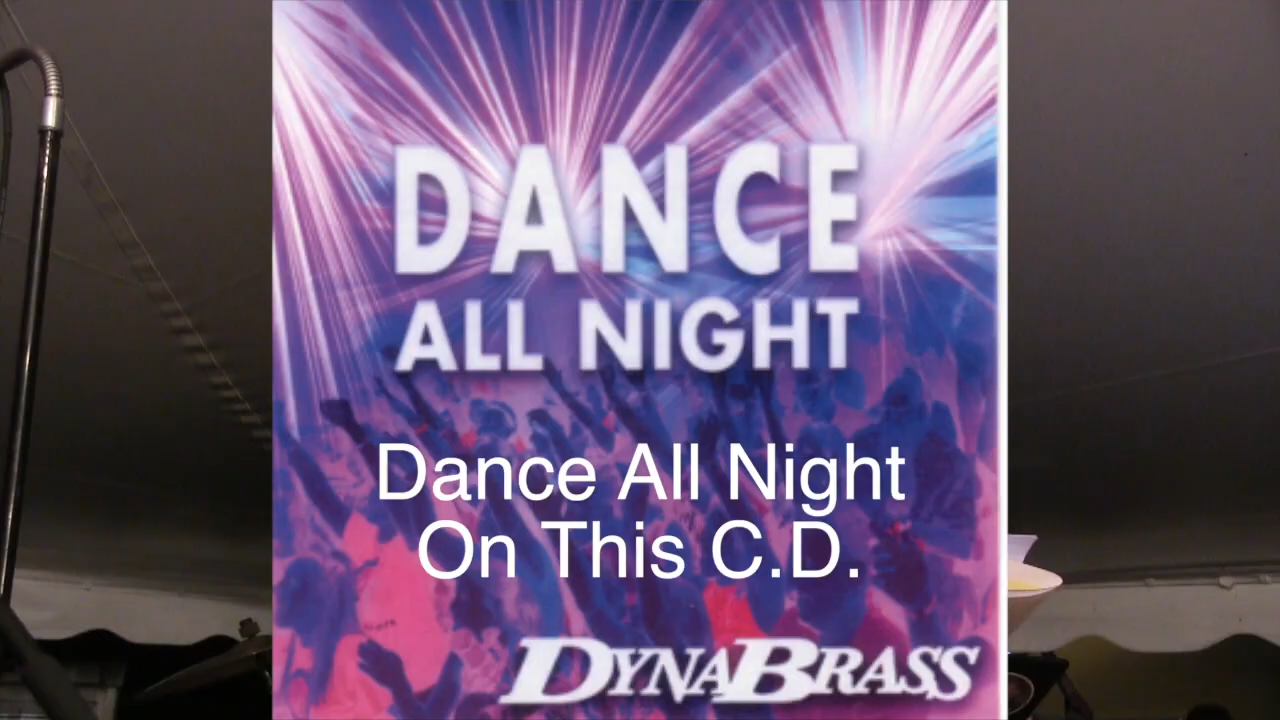 DANCE
ALL NIGHT
Dance All Night
On This C.D.
DYNABRASS